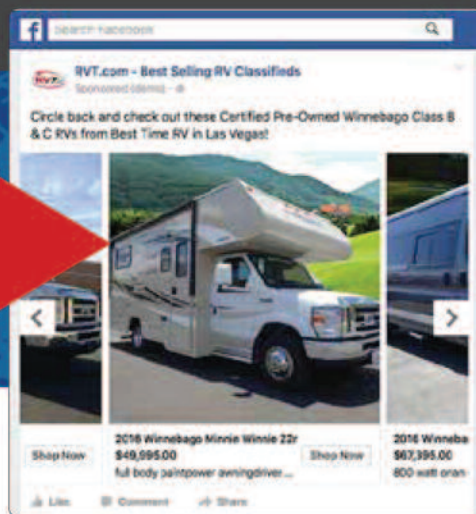 f Search Facebook
RVT.com - Best Selling RV Classifieds
Sponsored (demo)
Circle back and check out these Certified Pre-Owned Winnebago Class B
& C RVs from Best Time RV in Las Vegas!
Shop Now
2016 Winnebago Minnie Winnie 22r
$49,995.00
full body paintpower awningdriver...
Shop Now
2016 Winneba
$67,395.00
800 watt onan
Like Comment Share